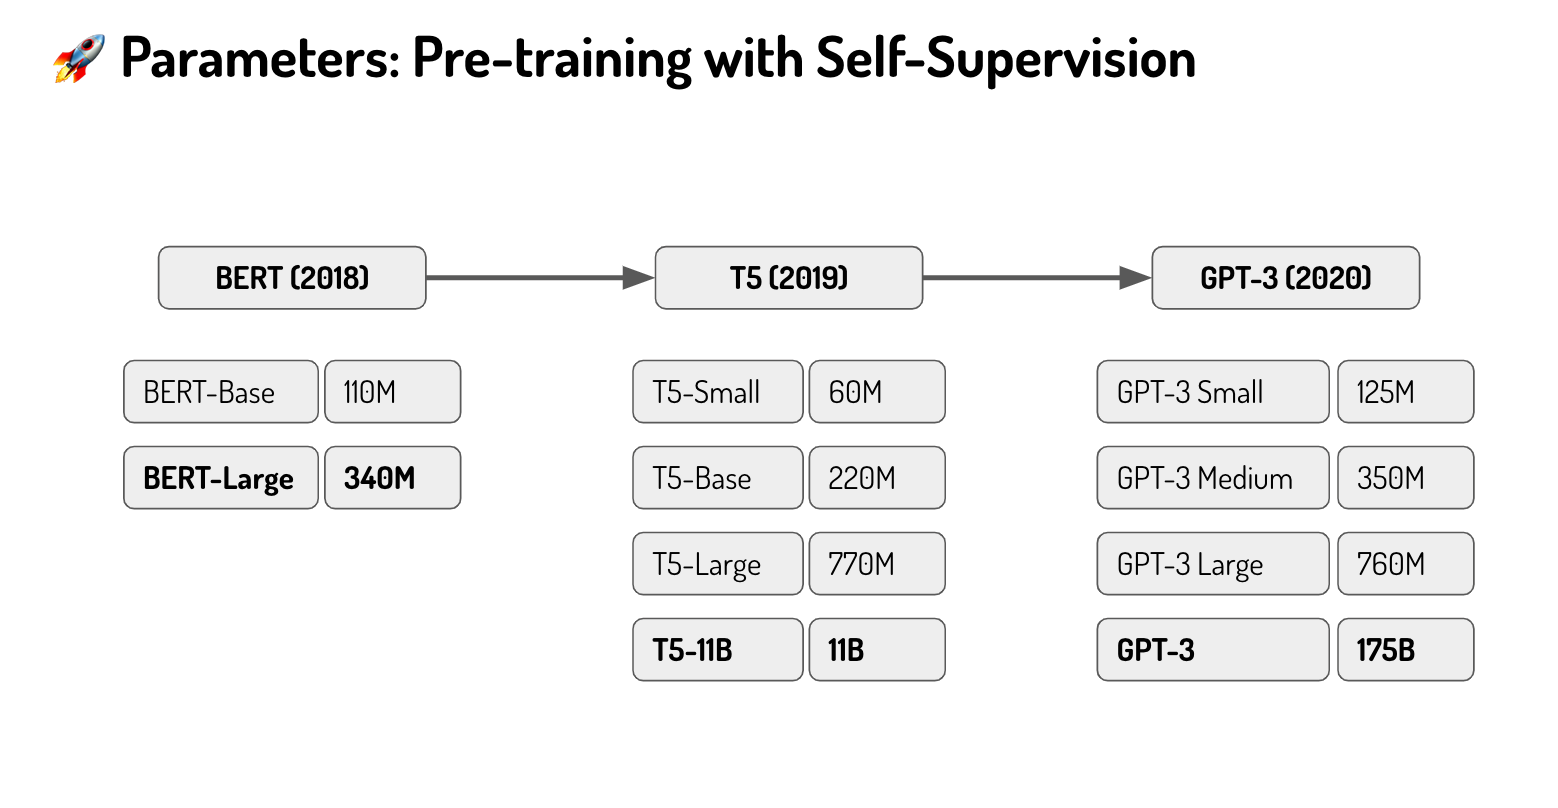 🚀 Parameters: Pre-training with Self-Supervision
BERT (2018)
T5 (2019)
GPT-3 (2020)
BERT-Base 110M
BERT-Large 340M
T5-Small 60M
T5-Base 220M
T5-Large 770M
T5-11B 11B
GPT-3 Small 125M
GPT-3 Medium 350M
GPT-3 Large 760M
GPT-3 175B